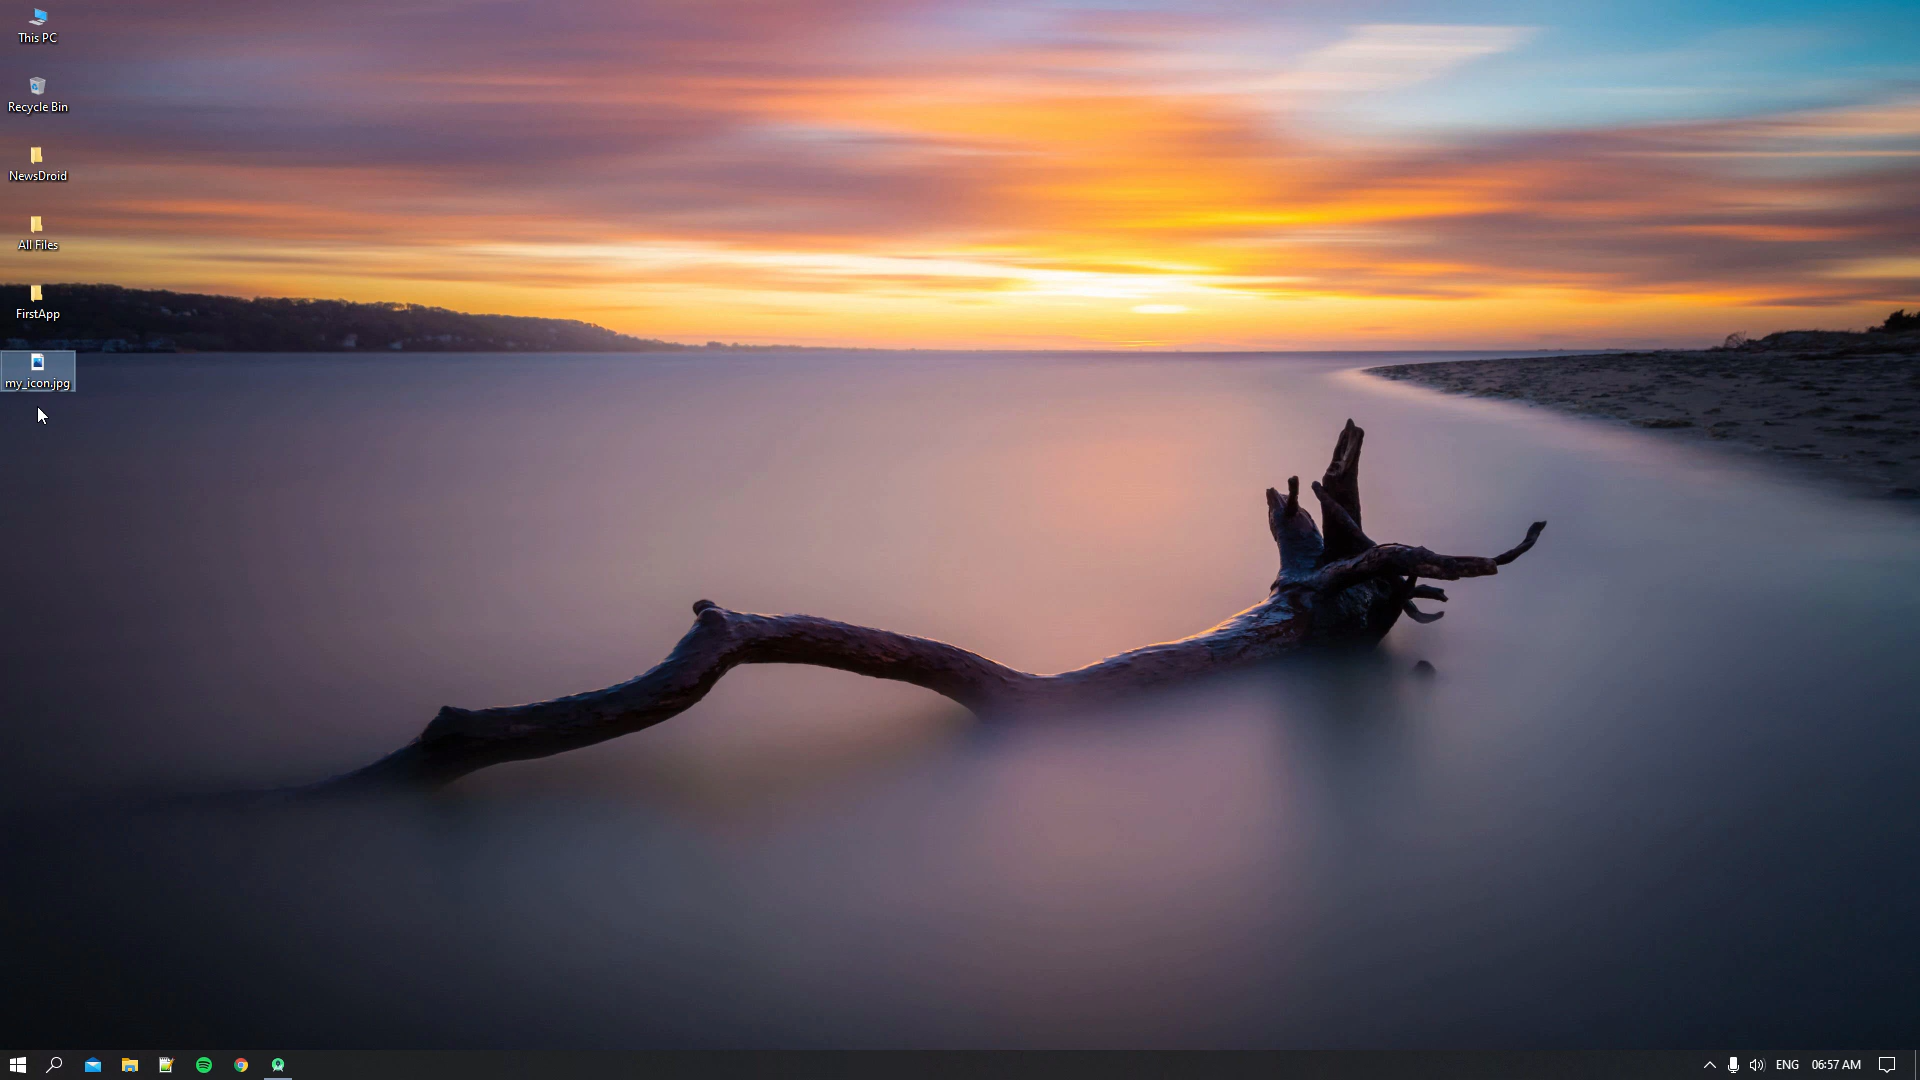 This PC
Recycle Bin
NewsDroid
All Files
FirstApp
my_icon.jpg
ENG
06:57 AM